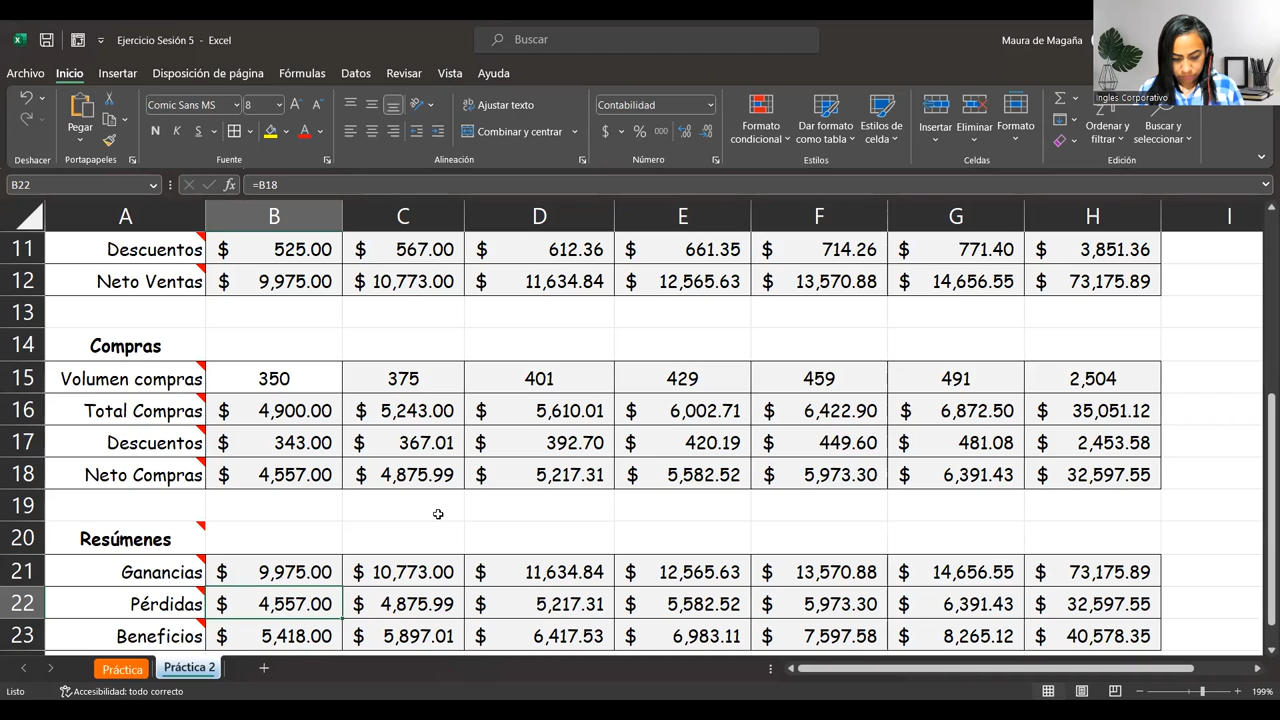 Ejercicio Sesión 5 - Excel
Buscar
Maura de Magaña
Ingles Corporativo
Archivo Inicio Insertar Disposición de página Fórmulas Datos Revisar Vista Ayuda
Pegar
Comic Sans MS 8
N K S
Ajustar texto
Combinar y centrar
Contabilidad
$ % 000
Formato condicional
Dar formato como tabla
Estilos de celda
Insertar Eliminar Formato
Ordenar y filtrar
Buscar y seleccionar
Deshacer Portapapeles Fuente Alineación Número Estilos Celdas Edición
B22 fx =B18
A B C D E F G H I
11 Descuentos $ 525.00 $ 567.00 $ 612.36 $ 661.35 $ 714.26 $ 771.40 $ 3,851.36
12 Neto Ventas $ 9,975.00 $ 10,773.00 $ 11,634.84 $ 12,565.63 $ 13,570.88 $ 14,656.55 $ 73,175.89
13
14 Compras
15 Volumen compras 350 375 401 429 459 491 2,504
16 Total Compras $ 4,900.00 $ 5,243.00 $ 5,610.01 $ 6,002.71 $ 6,422.90 $ 6,872.50 $ 35,051.12
17 Descuentos $ 343.00 $ 367.01 $ 392.70 $ 420.19 $ 449.60 $ 481.08 $ 2,453.58
18 Neto Compras $ 4,557.00 $ 4,875.99 $ 5,217.31 $ 5,582.52 $ 5,973.30 $ 6,391.43 $ 32,597.55
19
20 Resúmenes
21 Ganancias $ 9,975.00 $ 10,773.00 $ 11,634.84 $ 12,565.63 $ 13,570.88 $ 14,656.55 $ 73,175.89
22 Pérdidas $ 4,557.00 $ 4,875.99 $ 5,217.31 $ 5,582.52 $ 5,973.30 $ 6,391.43 $ 32,597.55
23 Beneficios $ 5,418.00 $ 5,897.01 $ 6,417.53 $ 6,983.11 $ 7,597.58 $ 8,265.12 $ 40,578.35
Práctica Práctica 2
Listo Accesibilidad: todo correcto 199%